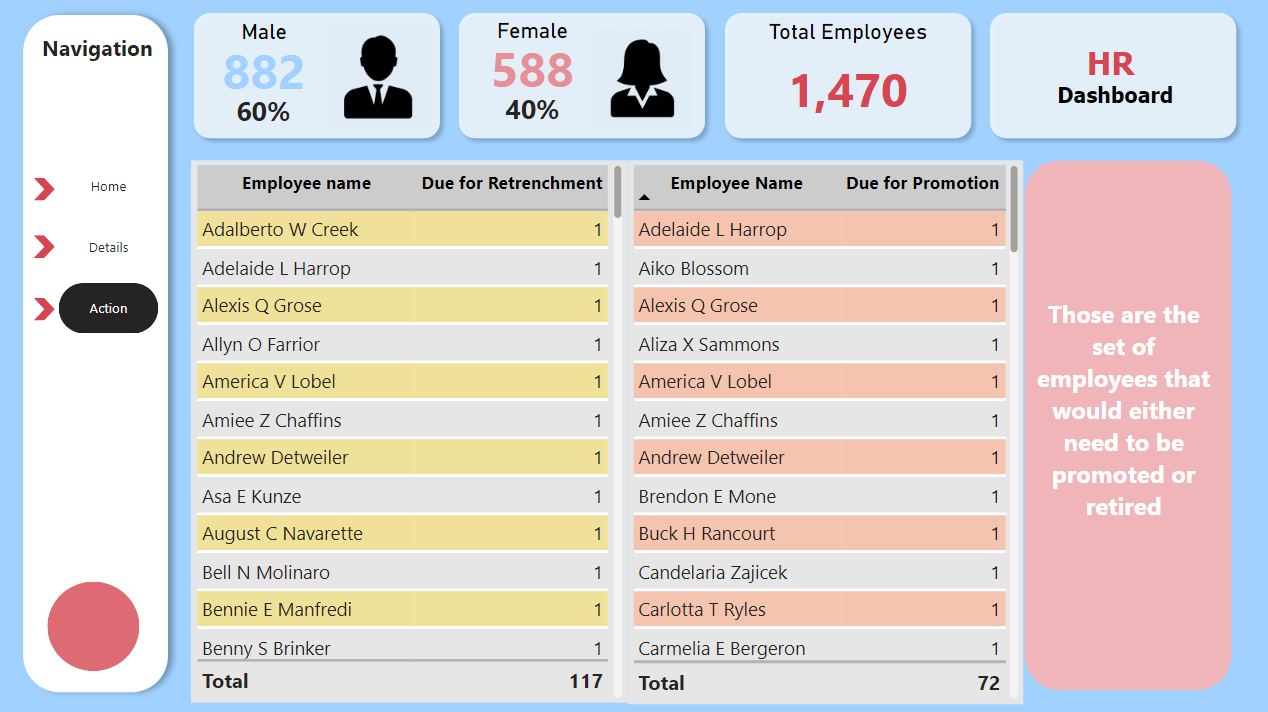 Navigation
Home
Details
Action
Male
882
60%
Female
588
40%
Total Employees
1,470
HR
Dashboard
Employee name Due for Retrenchment
Adalberto W Creek 1
Adelaide L Harrop 1
Alexis Q Grose 1
Allyn O Farrior 1
America V Lobel 1
Amiee Z Chaffins 1
Andrew Detweiler 1
Asa E Kunze 1
August C Navarette 1
Bell N Molinaro 1
Bennie E Manfredi 1
Benny S Brinker 1
Total 117
Employee Name Due for Promotion
Adelaide L Harrop 1
Aiko Blossom 1
Alexis Q Grose 1
Aliza X Sammons 1
America V Lobel 1
Amiee Z Chaffins 1
Andrew Detweiler 1
Brendon E Mone 1
Buck H Rancourt 1
Candelaria Zajicek 1
Carlotta T Ryles 1
Carmelia E Bergeron 1
Total 72
Those are the
set of
employees that
would either
need to be
promoted or
retired